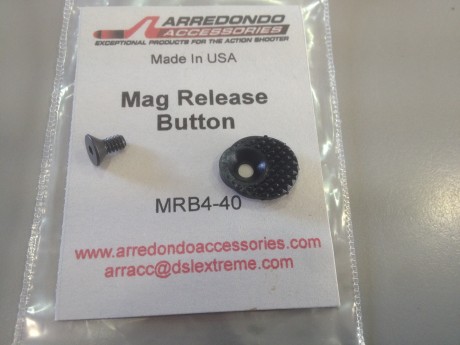 ARREDONDO
ACCESSORIES
EXCEPTIONAL PRODUCTS FOR THE ACTION SHOOTER
Made In USA
Mag Release
Button
MRB4-40
www.arredondoaccessories.com
arracc@dslextreme.com